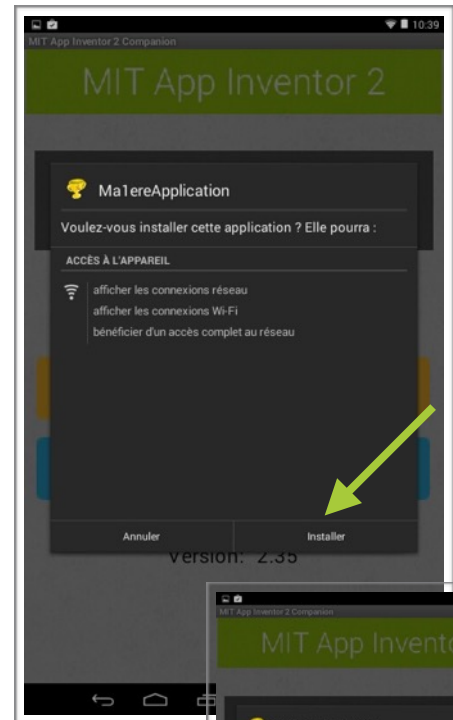 10:39
MIT App Inventor 2 Companion
MIT App Inventor 2
Ma1ereApplication
Voulez-vous installer cette application ? Elle pourra :
ACCÈS À L'APPAREIL
afficher les connexions réseau
afficher les connexions Wi-Fi
bénéficier d'un accès complet au réseau
Annuler
Installer
Version: 2.35
MIT App Inventor 2 Companion
MIT App Invent